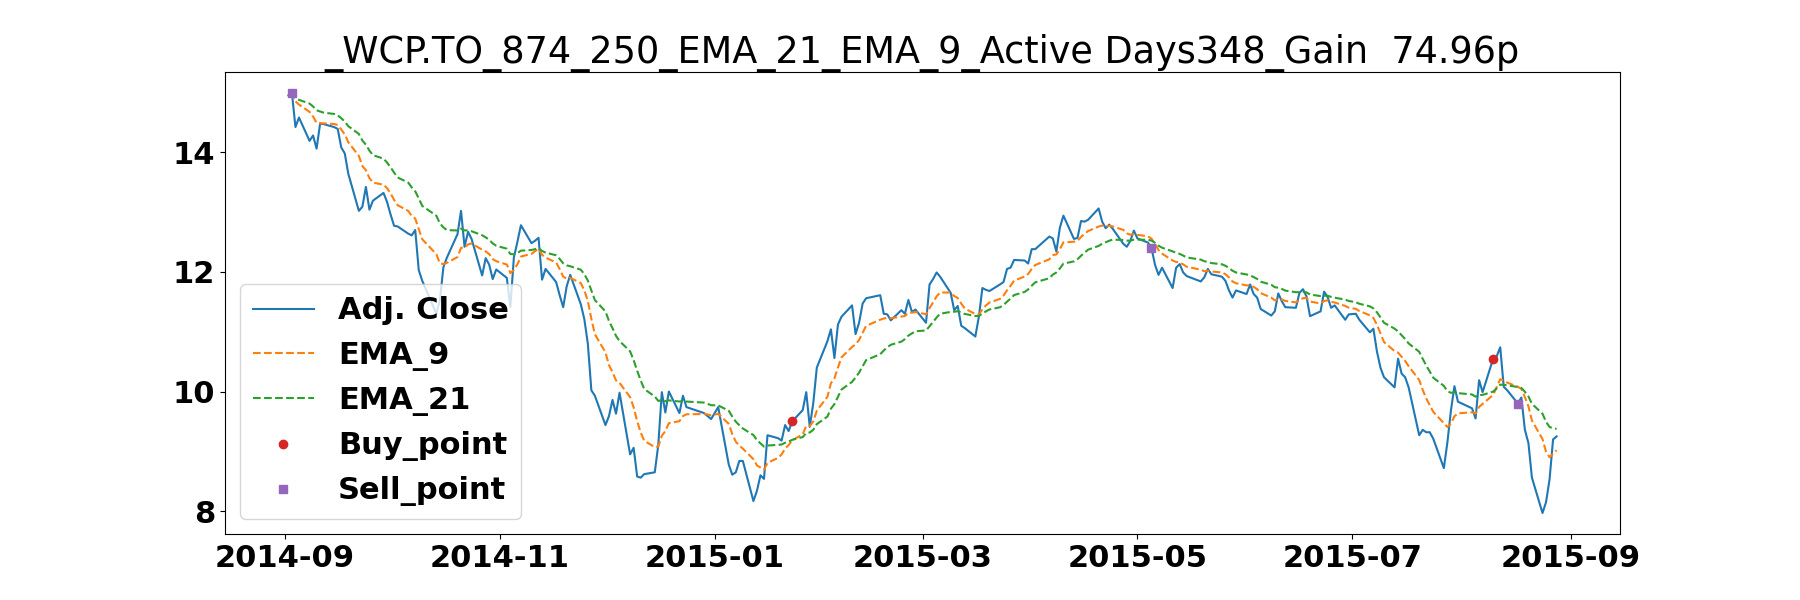 _WCP.TO_874_250_EMA_21_EMA_9_Active Days348_Gain  74.96p
14
12
10
8
Adj. Close
EMA_9
EMA_21
Buy_point
Sell_point
2014-09 2014-11 2015-01 2015-03 2015-05 2015-07 2015-09